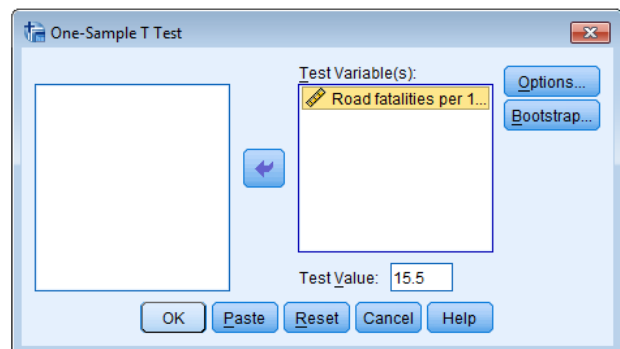 One-Sample T Test
Test Variable(s):
Road fatalities per 1...
Options...
Bootstrap...
Test Value: 15.5
OK Paste Reset Cancel Help